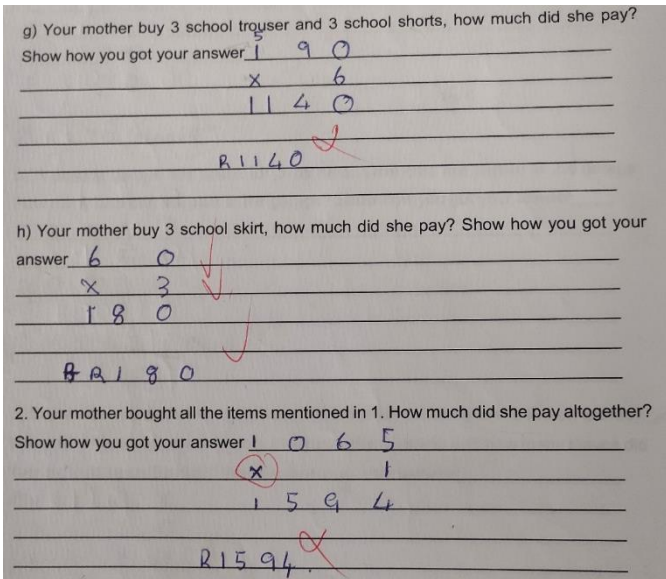 g) Your mother buy 3 school trouser and 3 school shorts, how much did she pay?
5
Show how you got your answer 1 9 0
x 6
1 1 4 0
R1140
h) Your mother buy 3 school skirt, how much did she pay? Show how you got your
answer 6 0
x 3
1 8 0
R180
2. Your mother bought all the items mentioned in 1. How much did she pay altogether?
Show how you got your answer 1 0 6 5
x 1
1 5 9 4
R1594.